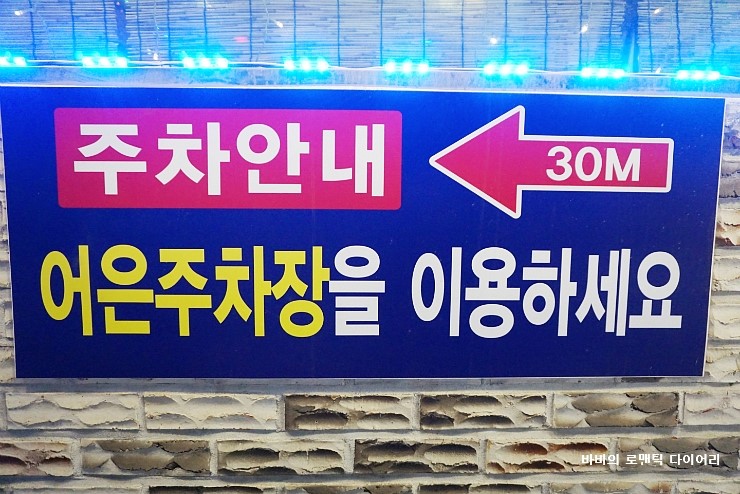 주차안내
30M
어은주차장을 이용하세요
바바의 로맨틱 다이어리